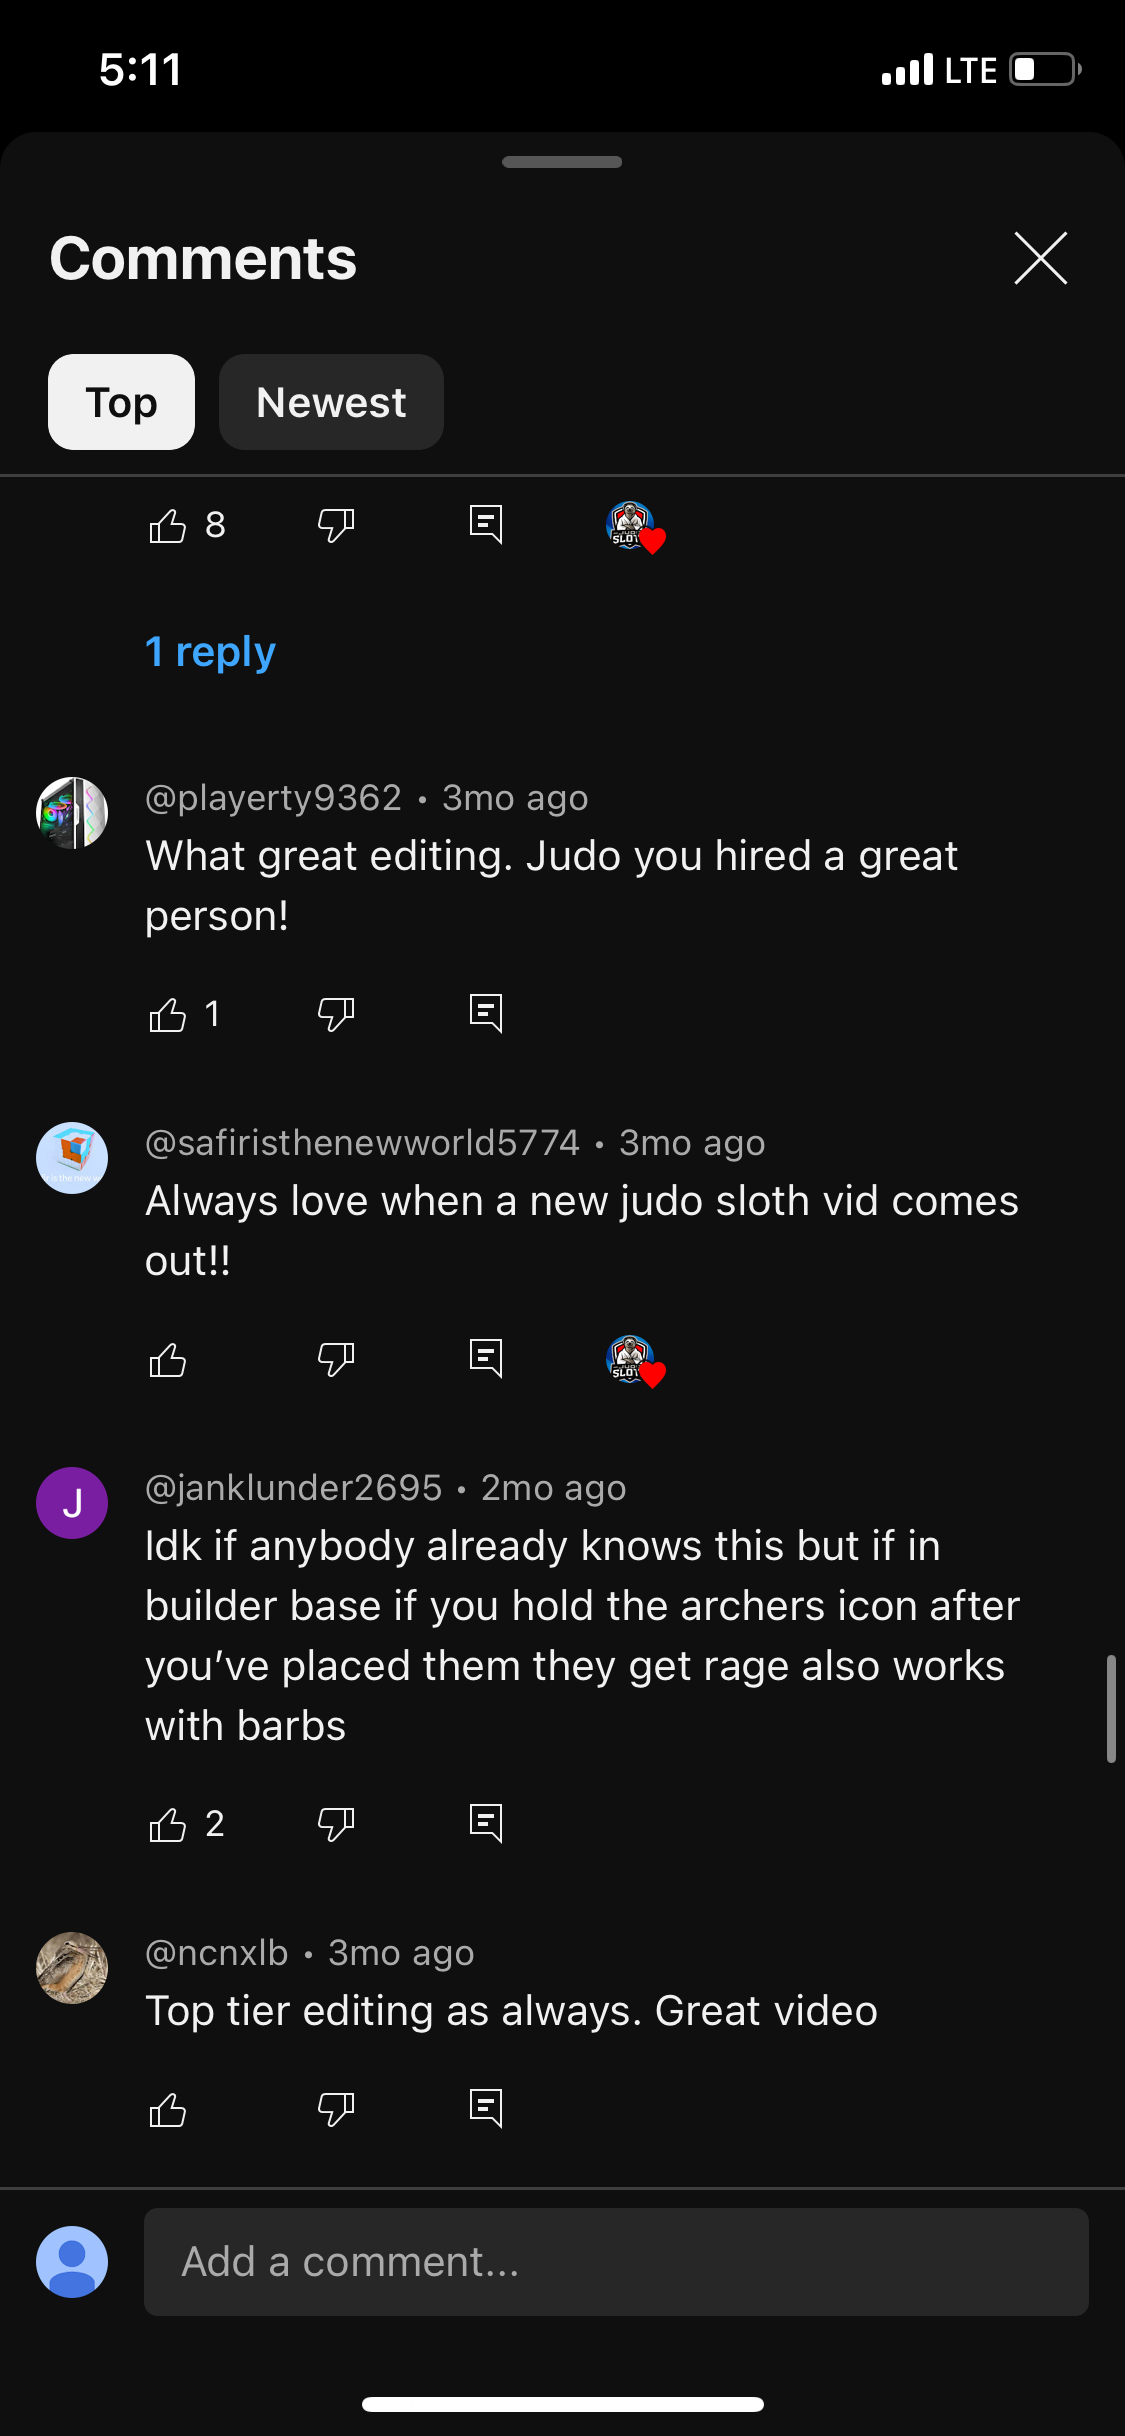 5:11
LTE
Comments
Top
Newest
8
SLOT
1 reply
@playerty9362 • 3mo ago
What great editing. Judo you hired a great
person!
1
@safiristhenewworld5774 • 3mo ago
Always love when a new judo sloth vid comes
out!!
SLOT
J
@janklunder2695 • 2mo ago
Idk if anybody already knows this but if in
builder base if you hold the archers icon after
you’ve placed them they get rage also works
with barbs
2
@ncnxlb • 3mo ago
Top tier editing as always. Great video
Add a comment...